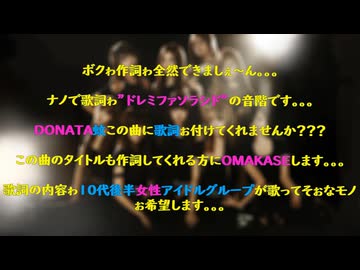 ボクゎ作詞ゎ全然できましぇ~ん。。。
ナノで歌詞ゎ”ドレミファソラシド“の音階です。。。
DONATA様この曲に歌詞ぉ付けてくれませんか???
この曲のタイトルも作詞してくれる方にOMAKASEします。。。
歌詞の内容ゎ10代後半女性アイドルグループが歌ってそぉなモノ
ぉ希望します。。。